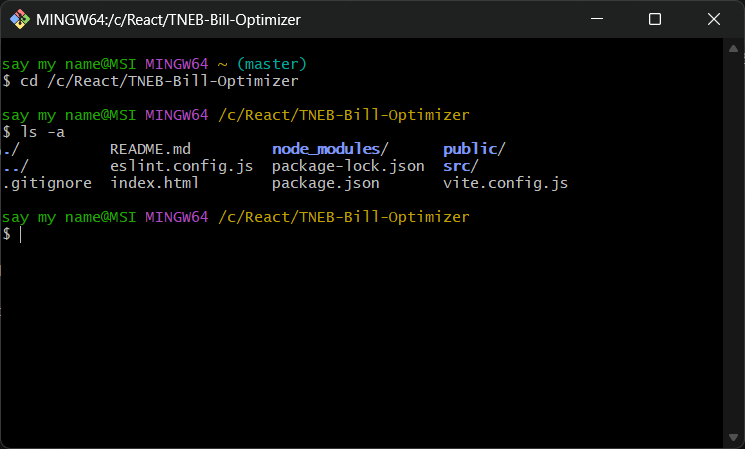 MINGW64:/c/React/TNEB-Bill-Optimizer
say my name@MSI MINGW64 ~ (master)
$ cd /c/React/TNEB-Bill-Optimizer
say my name@MSI MINGW64 /c/React/TNEB-Bill-Optimizer
$ ls -a
./ README.md node_modules/ public/
../ eslint.config.js package-lock.json src/
.gitignore index.html package.json vite.config.js
say my name@MSI MINGW64 /c/React/TNEB-Bill-Optimizer
$